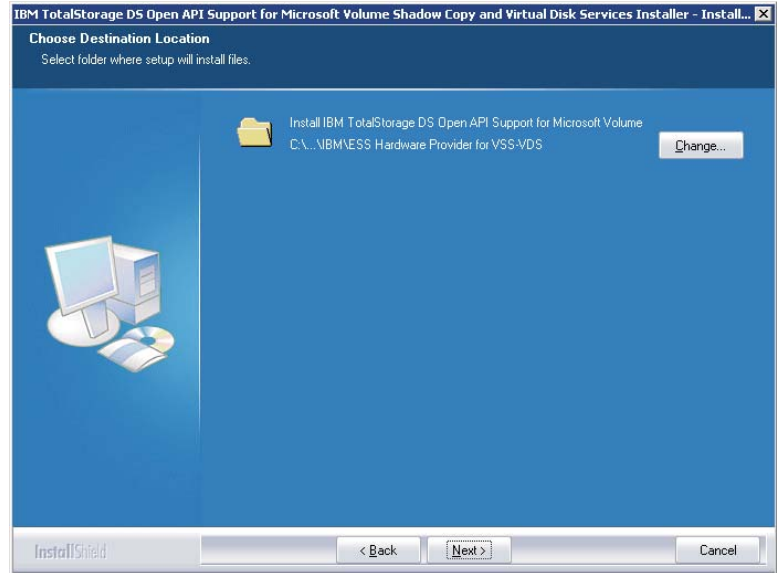 IBM TotalStorage DS Open API Support for Microsoft Volume Shadow Copy and Virtual Disk Services Installer - Install...
Choose Destination Location
Select folder where setup will install files.
Install IBM TotalStorage DS Open API Support for Microsoft Volume
C:\...\IBM\ESS Hardware Provider for VSS-VDS
Change...
InstallShield
< Back
Next >
Cancel